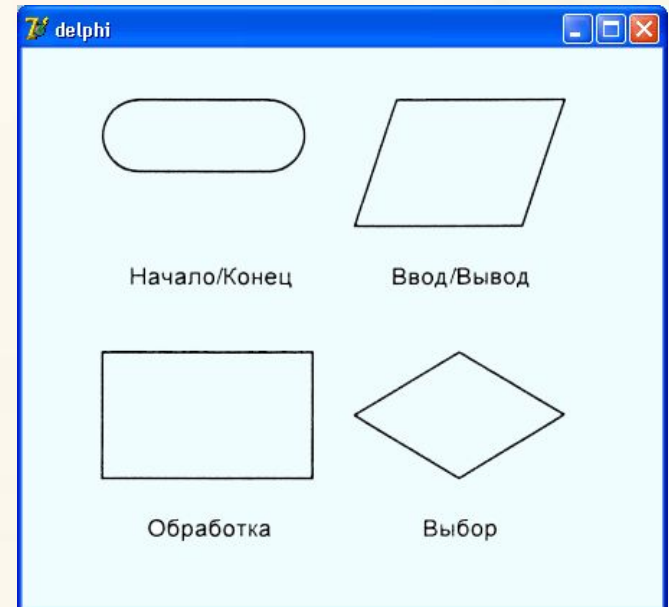 delphi
Начало/Конец
Ввод/Вывод
Обработка
Выбор